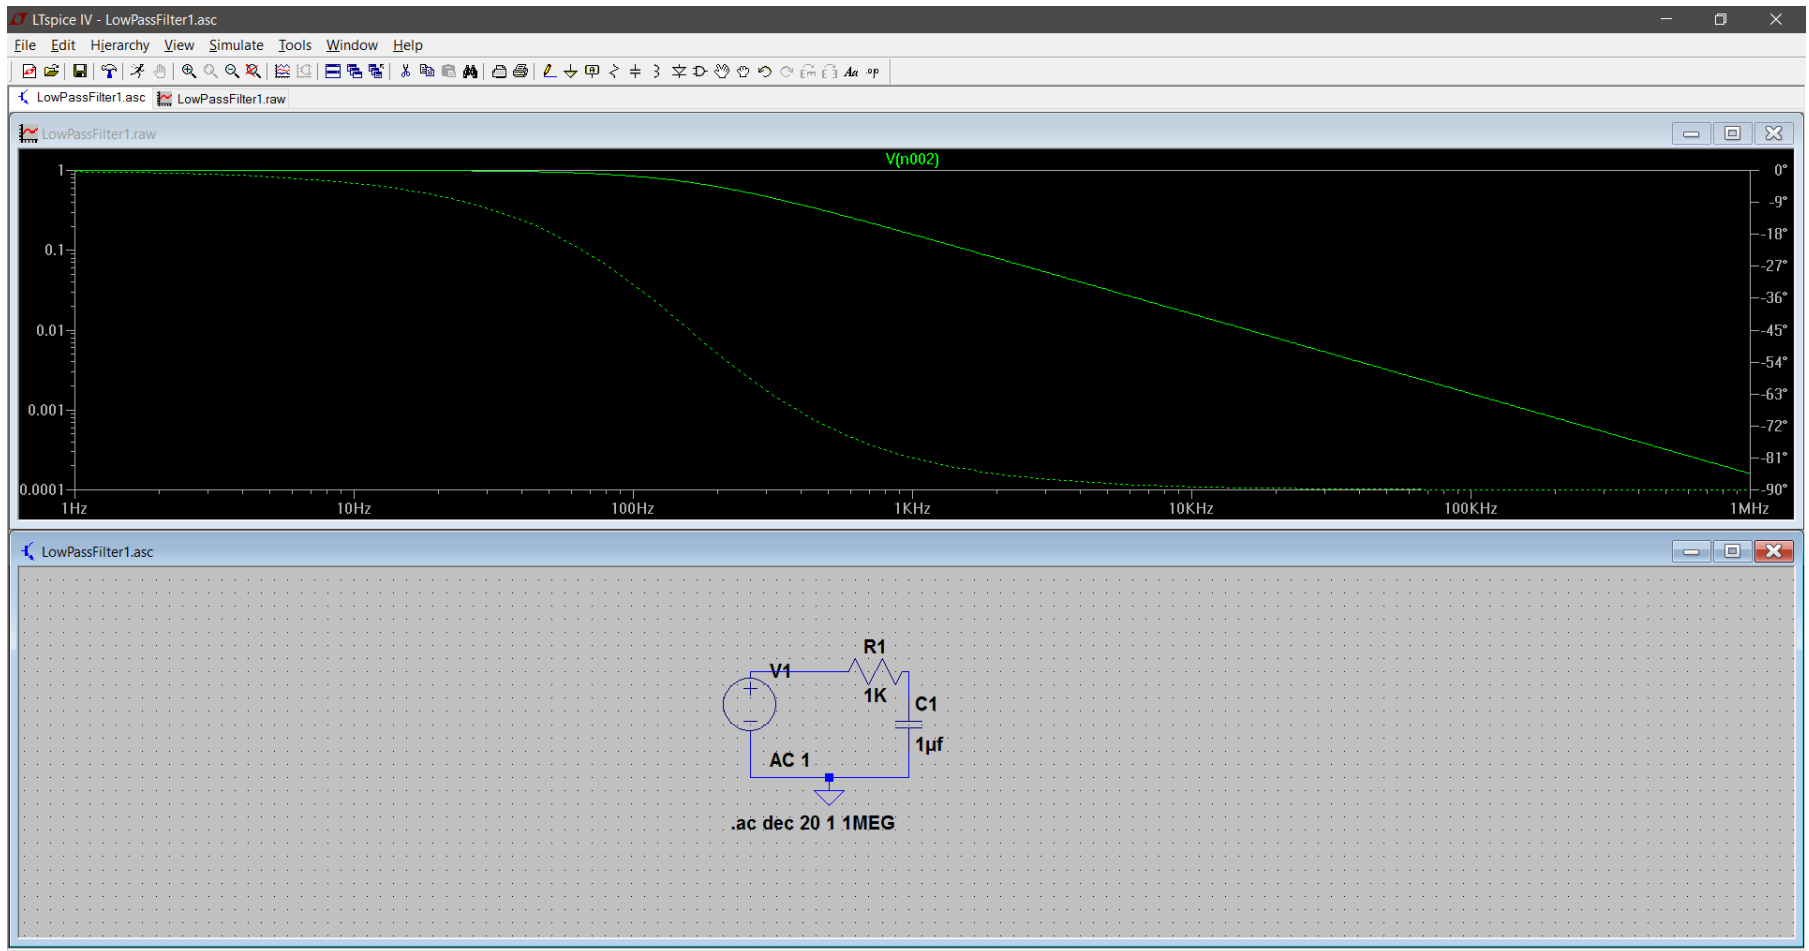 LTspice IV - LowPassFilter1.asc
File Edit Hierarchy View Simulate Tools Window Help
Aa .op
LowPassFilter1.asc LowPassFilter1.raw
LowPassFilter1.raw
V(n002)
1 0°
-9°
-18°
0.1
-27°
-36°
0.01 -45°
-54°
-63°
0.001
-72°
-81°
0.0001 -90°
1Hz 10Hz 100Hz 1KHz 10KHz 100KHz 1MHz
LowPassFilter1.asc
R1
V1
1K
C1
1µf
AC 1
.ac dec 20 1 1MEG